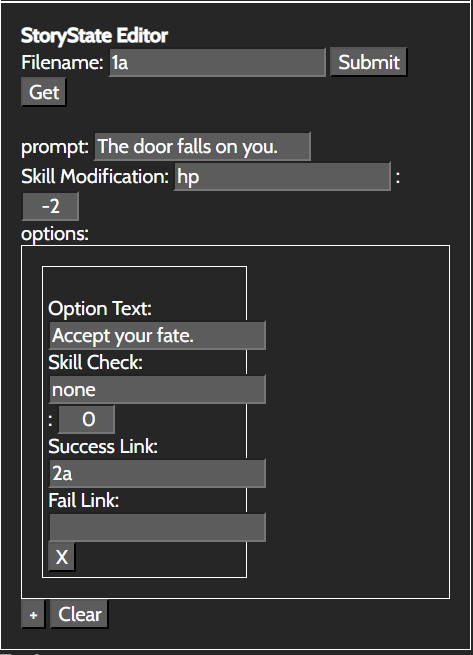 StoryState Editor
Filename: 1a Submit
Get
prompt: The door falls on you.
Skill Modification: hp :
-2
options:
Option Text:
Accept your fate.
Skill Check:
none
: 0
Success Link:
2a
Fail Link:
X
+ Clear